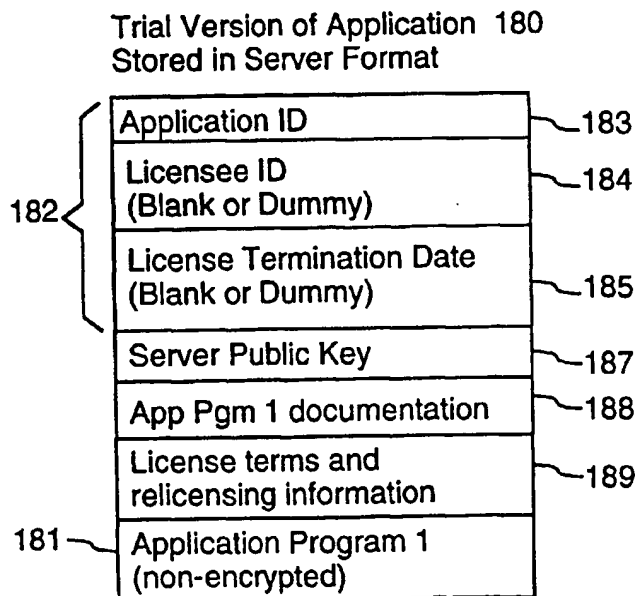 Trial Version of Application 180
Stored in Server Format
Application ID
183
Licensee ID
(Blank or Dummy)
184
182
License Termination Date
(Blank or Dummy)
185
Server Public Key
187
App Pgm 1 documentation
188
License terms and
relicensing information
189
181
Application Program 1
(non-encrypted)